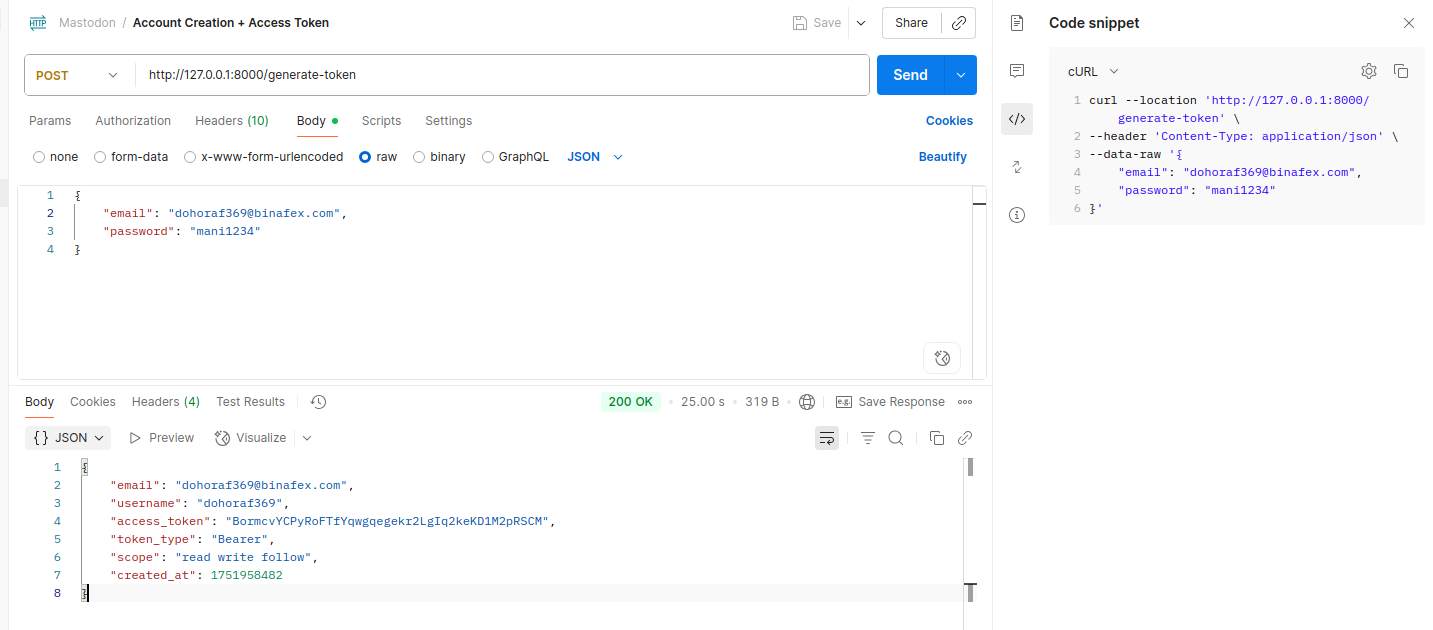 HTTP Mastodon / Account Creation + Access Token Save Share
POST http://127.0.0.1:8000/generate-token Send
Params Authorization Headers (10) Body Scripts Settings Cookies
none form-data x-www-form-urlencoded raw binary GraphQL JSON Beautify
1 {
2 "email": "dohoraf369@binafex.com",
3 "password": "mani1234"
4 }
Body Cookies Headers (4) Test Results 200 OK 25.00 s 319 B e.g. Save Response
{} JSON Preview Visualize
1 {
2 "email": "dohoraf369@binafex.com",
3 "username": "dohoraf369",
4 "access_token": "BormcvYCPyRoFTfYqwgqegekr2LgIq2keKD1M2pRSCM",
5 "token_type": "Bearer",
6 "scope": "read write follow",
7 "created_at": 1751958482
8 }
Code snippet
cURL
1 curl --location 'http://127.0.0.1:8000/
generate-token' \
2 --header 'Content-Type: application/json' \
3 --data-raw '{
4 "email": "dohoraf369@binafex.com",
5 "password": "mani1234"
6 }'